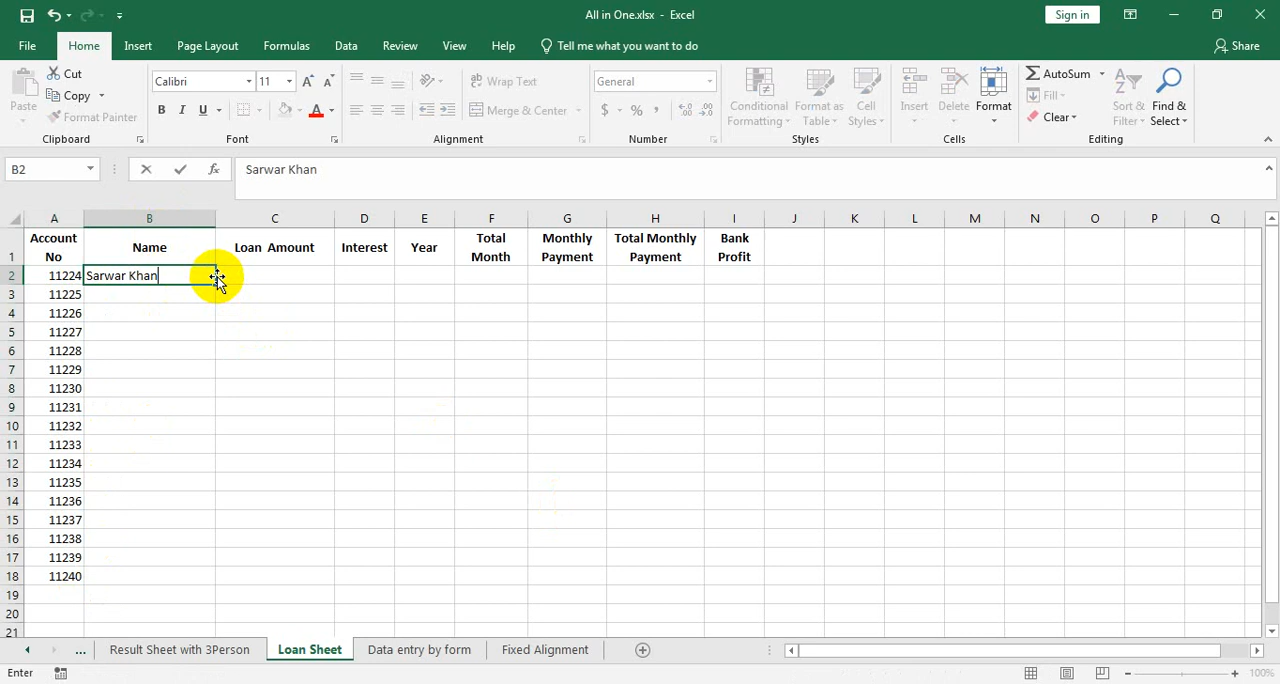 All in One.xlsx - Excel
Sign in
File Home Insert Page Layout Formulas Data Review View Help Tell me what you want to do Share
Paste
Cut
Copy
Format Painter
Clipboard
Calibri 11
B I U A
Font
Wrap Text
Merge & Center
Alignment
General
$ % ,
Number
Conditional Formatting
Format as Table
Cell Styles
Styles
Insert
Delete
Format
Cells
AutoSum
Fill
Clear
Sort & Filter
Find & Select
Editing
B2 fx Sarwar Khan
A B C D E F G H I J K L M N O P Q
1 Account No Name Loan Amount Interest Year Total Month Monthly Payment Total Monthly Payment Bank Profit
2 11224 Sarwar Khan
3 11225
4 11226
5 11227
6 11228
7 11229
8 11230
9 11231
10 11232
11 11233
12 11234
13 11235
14 11236
15 11237
16 11238
17 11239
18 11240
19
20
21
... Result Sheet with 3Person Loan Sheet Data entry by form Fixed Alignment
Enter 100%